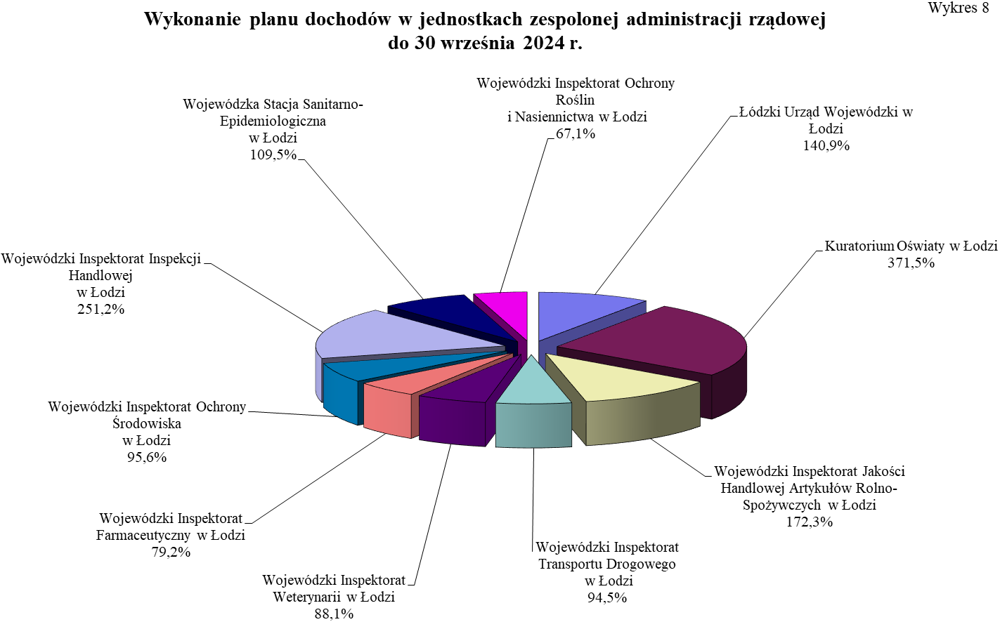 Wykres 8
Wykonanie planu dochodów w jednostkach zespolonej administracji rządowej
do 30 września 2024 r.
Wojewódzki Inspektorat Ochrony
Roślin
i Nasiennictwa w Łodzi
67,1%
Wojewódzka Stacja Sanitarno-
Epidemiologiczna
w Łodzi
109,5%
Łódzki Urząd Wojewódzki w
Łodzi
140,9%
Kuratorium Oświaty w Łodzi
371,5%
Wojewódzki Inspektorat Inspekcji
Handlowej
w Łodzi
251,2%
Wojewódzki Inspektorat Ochrony
Środowiska
w Łodzi
95,6%
Wojewódzki Inspektorat Jakości
Handlowej Artykułów Rolno-
Spożywczych w Łodzi
172,3%
Wojewódzki Inspektorat
Farmaceutyczny w Łodzi
79,2%
Wojewódzki Inspektorat
Transportu Drogowego
w Łodzi
94,5%
Wojewódzki Inspektorat
Weterynarii w Łodzi
88,1%